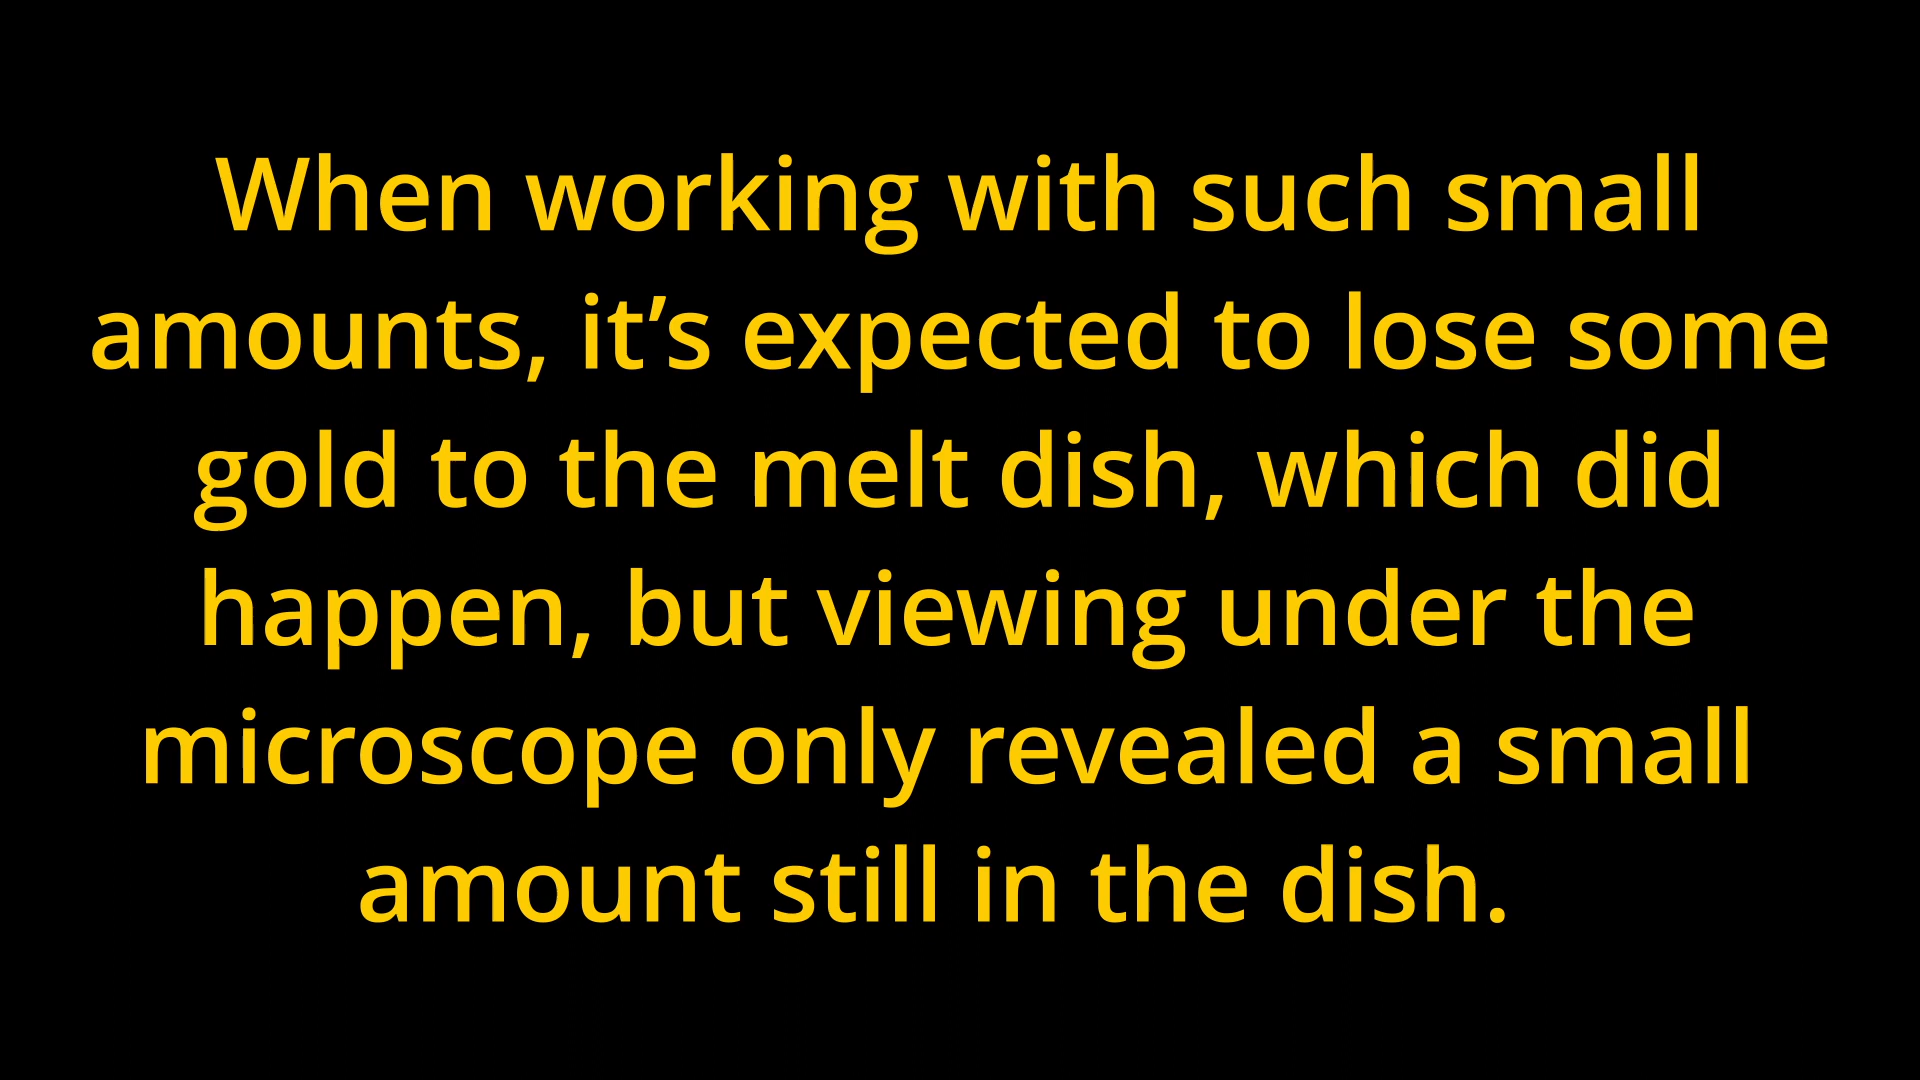 When working with such small
amounts, it’s expected to lose some
gold to the melt dish, which did
happen, but viewing under the
microscope only revealed a small
amount still in the dish.